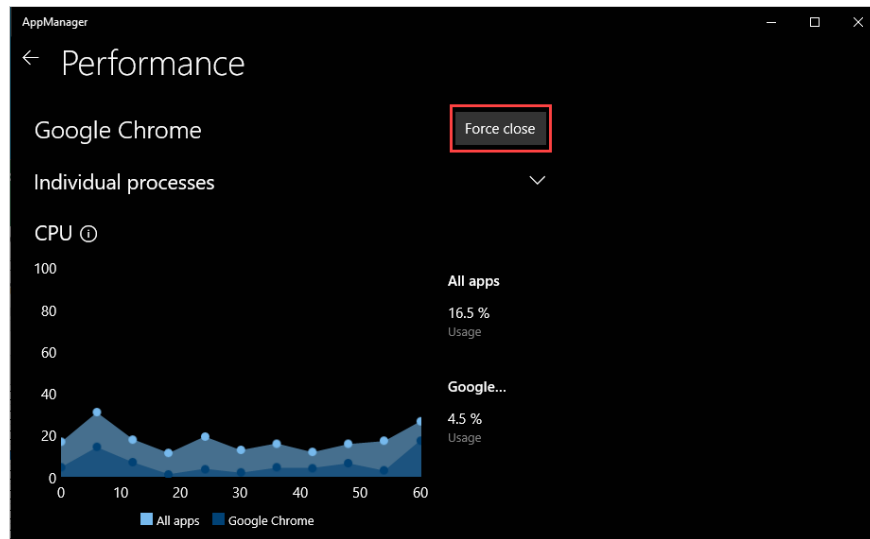 AppManager
Performance
Google Chrome
Force close
Individual processes
CPU
100
80
60
40
20
0
0 10 20 30 40 50 60
All apps Google Chrome
All apps
16.5 %
Usage
Google...
4.5 %
Usage